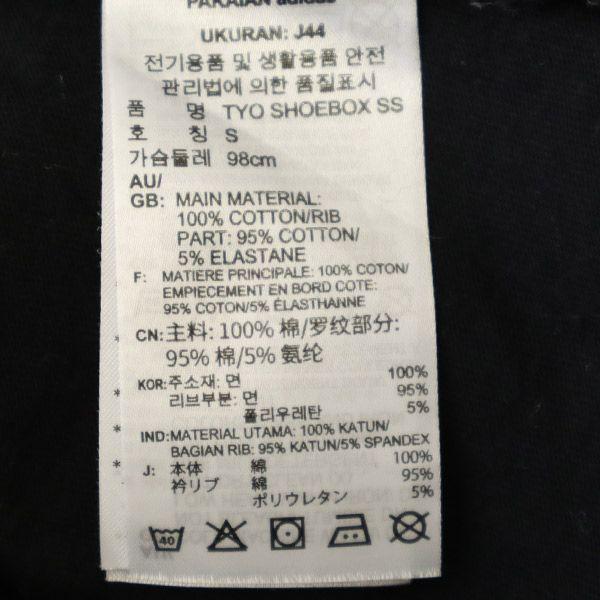 PAKAIAN adidas
UKURAN: J44
전기용품 및 생활용품 안전
관리법에 의한 품질표시
품 명 TYO SHOEBOX SS
호 칭 S
가슴둘레 98cm
AU/
GB: MAIN MATERIAL:
100% COTTON/RIB
PART: 95% COTTON/
5% ELASTANE
F: MATIERE PRINCIPALE: 100% COTON/
EMPIECEMENT EN BORD COTE:
95% COTON/5% ÉLASTHANNE
CN: 主料: 100% 棉/罗纹部分:
95% 棉/5% 氨纶
KOR: 주소재: 면 100%
리브부분: 면 95%
폴리우레탄 5%
IND: MATERIAL UTAMA: 100% KATUN/
BAGIAN RIB: 95% KATUN/5% SPANDEX
J: 本体 綿 100%
衿リブ 綿 95%
ポリウレタン 5%
40